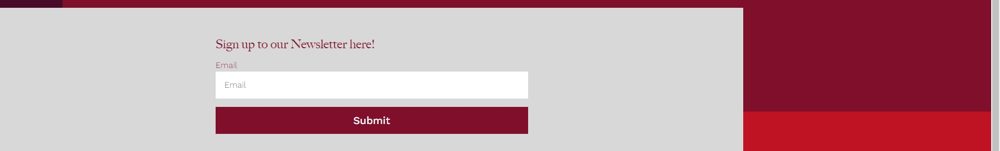 Sign up to our Newsletter here!
Email
Email
Submit